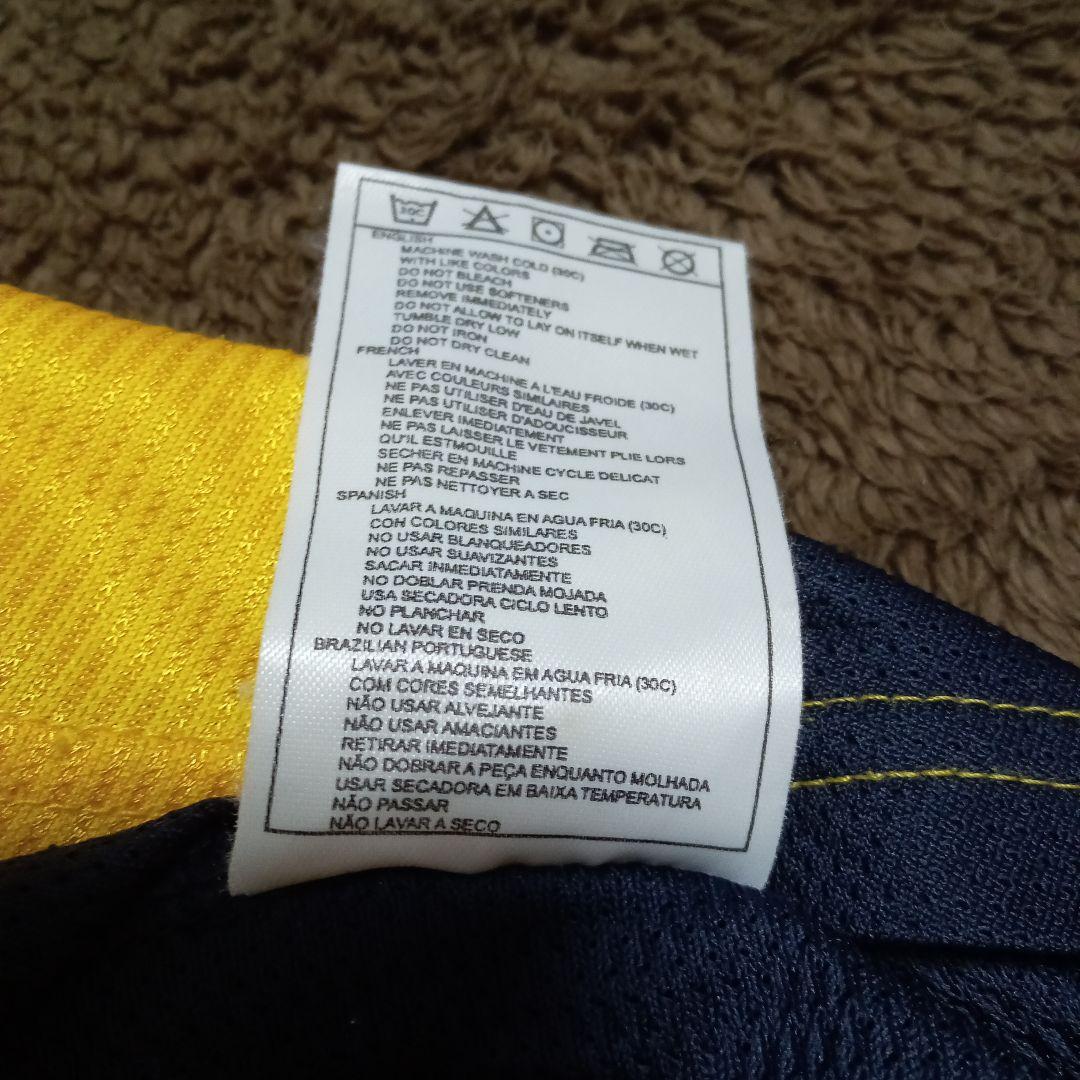 30C
ENGLISH
MACHINE WASH COLD (30C)
WITH LIKE COLORS
DO NOT BLEACH
DO NOT USE SOFTENERS
REMOVE IMMEDIATELY
DO NOT ALLOW TO LAY ON ITSELF WHEN WET
TUMBLE DRY LOW
DO NOT IRON
DO NOT DRY CLEAN
FRENCH
LAVER EN MACHINE A L'EAU FROIDE (30C)
AVEC COULEURS SIMILAIRES
NE PAS UTILISER D'EAU DE JAVEL
NE PAS UTILISER D'ADOUCISSEUR
ENLEVER IMEDIATEMENT
NE PAS LAISSER LE VETEMENT PLIE LORS
QU'IL ESTMOUILLE
SECHER EN MACHINE CYCLE DELICAT
NE PAS REPASSER
NE PAS NETTOYER A SEC
SPANISH
LAVAR A MAQUINA EN AGUA FRIA (30C)
CON COLORES SIMILARES
NO USAR BLANQUEADORES
NO USAR SUAVIZANTES
SACAR INMEDIATAMENTE
NO DOBLAR PRENDA MOJADA
USA SECADORA CICLO LENTO
NO PLANCHAR
NO LAVAR EN SECO
BRAZILIAN PORTUGUESE
LAVAR A MAQUINA EM AGUA FRIA (30C)
COM CORES SEMELHANTES
NÃO USAR ALVEJANTE
NÃO USAR AMACIANTES
RETIRAR IMEDIATAMENTE
NÃO DOBRAR A PEÇA ENQUANTO MOLHADA
USAR SECADORA EM BAIXA TEMPERATURA
NÃO PASSAR
NÃO LAVAR A SECO